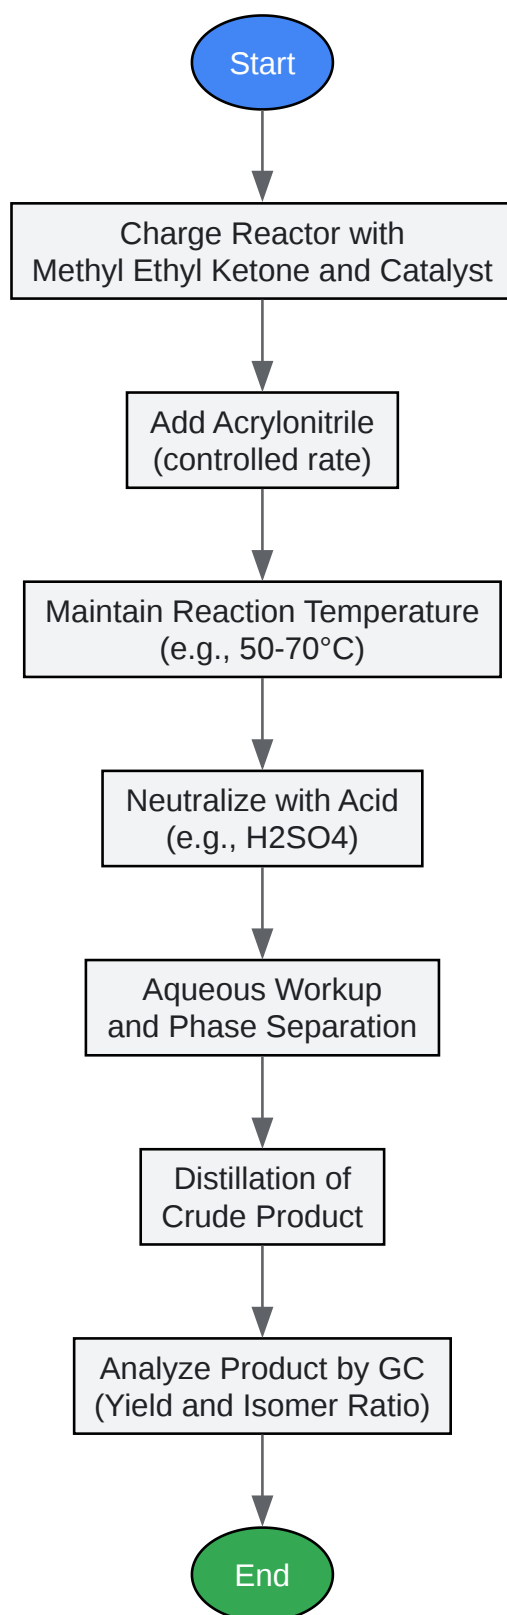 Start
Charge Reactor with
Methyl Ethyl Ketone and Catalyst
Add Acrylonitrile
(controlled rate)
Maintain Reaction Temperature
(e.g., 50-70°C)
Neutralize with Acid
(e.g., H2SO4)
Aqueous Workup
and Phase Separation
Distillation of
Crude Product
Analyze Product by GC
(Yield and Isomer Ratio)
End